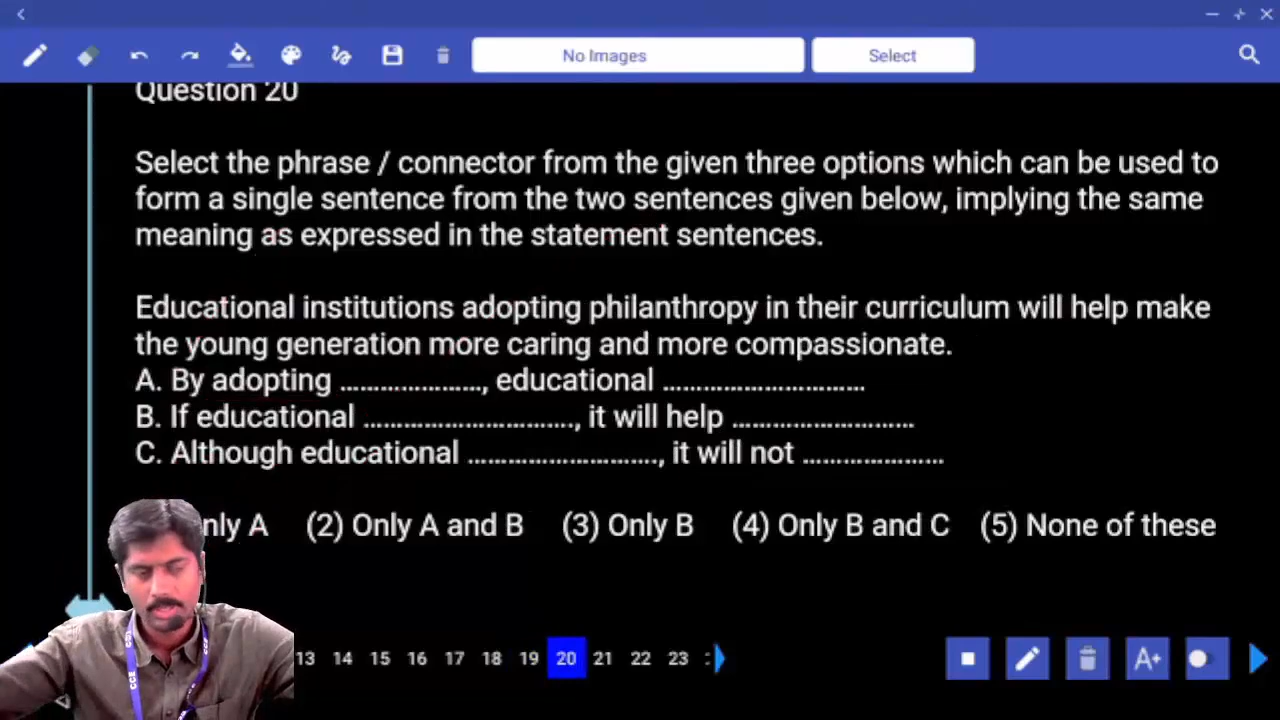 No Images
Select
Question 20
Select the phrase / connector from the given three options which can be used to
form a single sentence from the two sentences given below, implying the same
meaning as expressed in the statement sentences.
Educational institutions adopting philanthropy in their curriculum will help make
the young generation more caring and more compassionate.
A. By adopting ....................., educational .............................
B. If educational ..............................., it will help ..........................
C. Although educational ............................, it will not .....................
nly A (2) Only A and B (3) Only B (4) Only B and C (5) None of these
13 14 15 16 17 18 19 20 21 22 23
A+
CCE